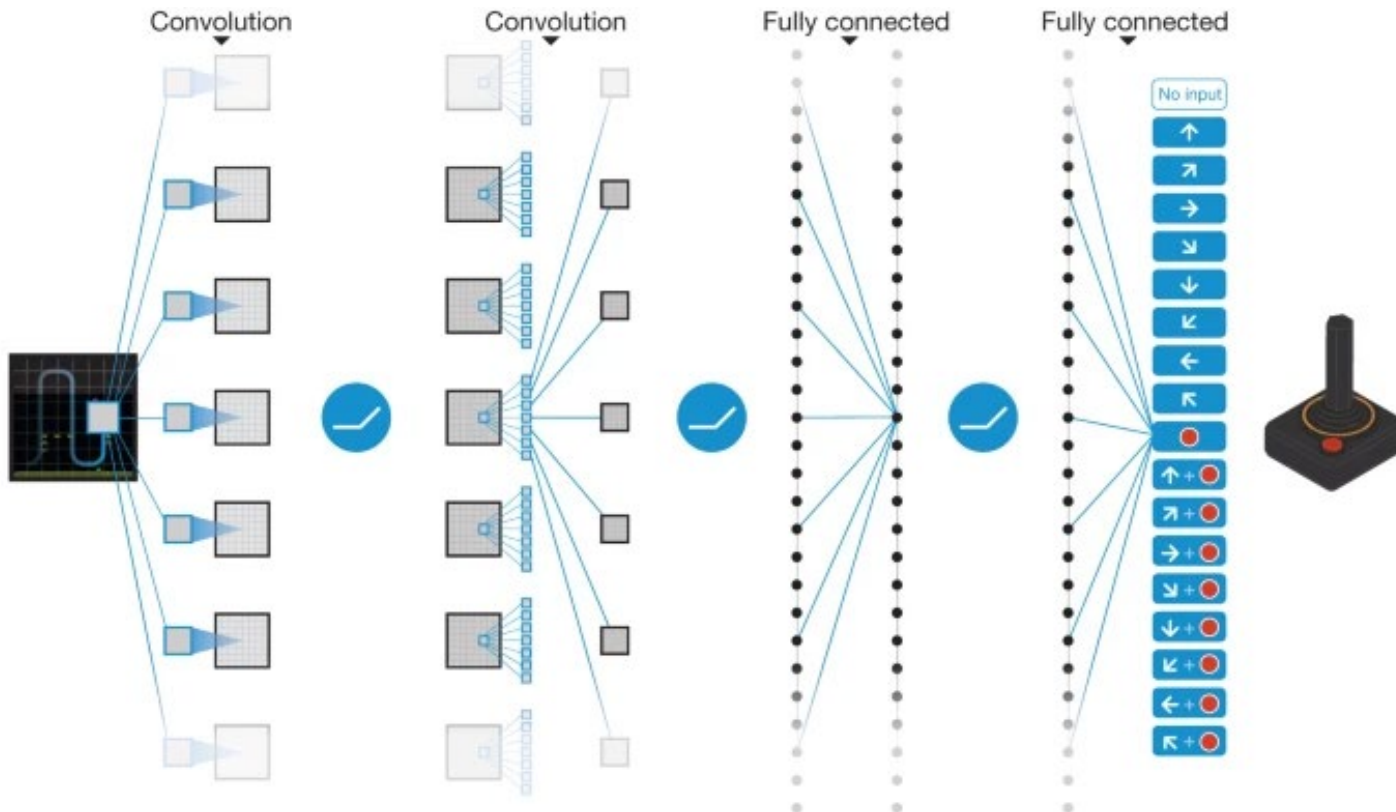 Convolution
Convolution
Fully connected
Fully connected
No input
+
+
+
+
+
+
+
+